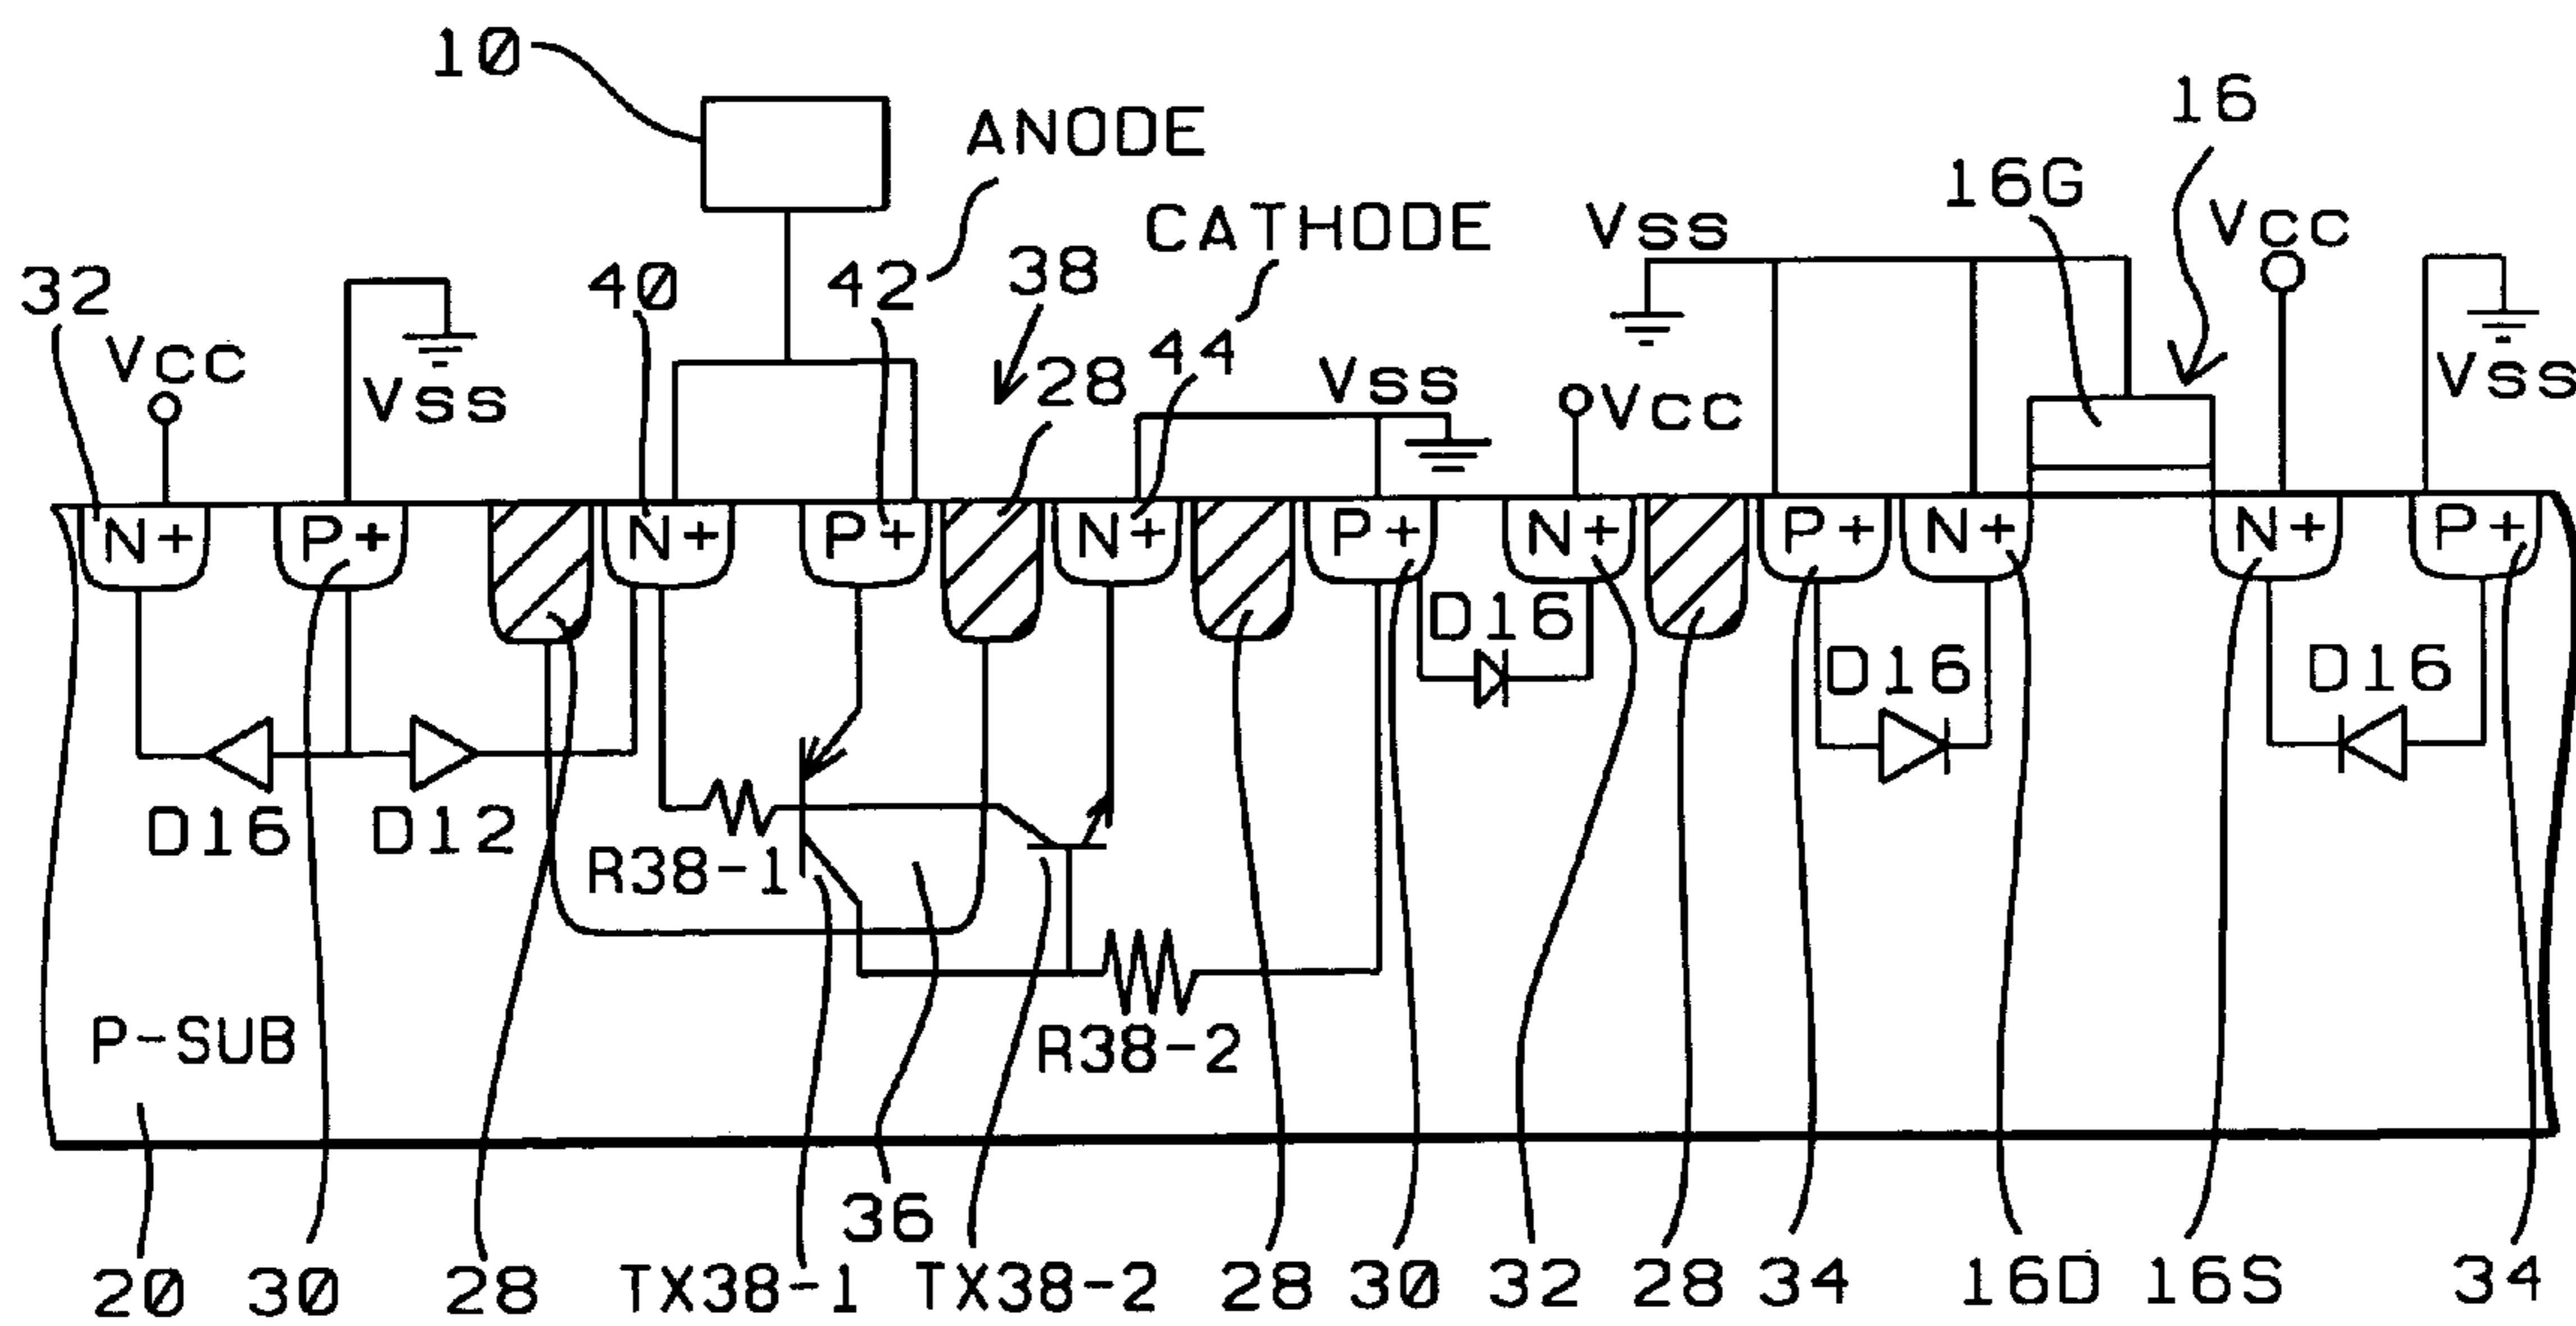 10
ANODE
16
16G
CATHODE
Vss
Vcc
32
40
42
38
Vcc
Vss
28
44
Vss
Vcc
Vss
N+
P+
N+
P+
N+
P+
N+
P+
N+
N+
P+
D16
D16
D16
D16
D12
R38-1
P-SUB
R38-2
36
20
30
28
TX38-1
TX38-2
28
30
32
28
34
16D
16S
34